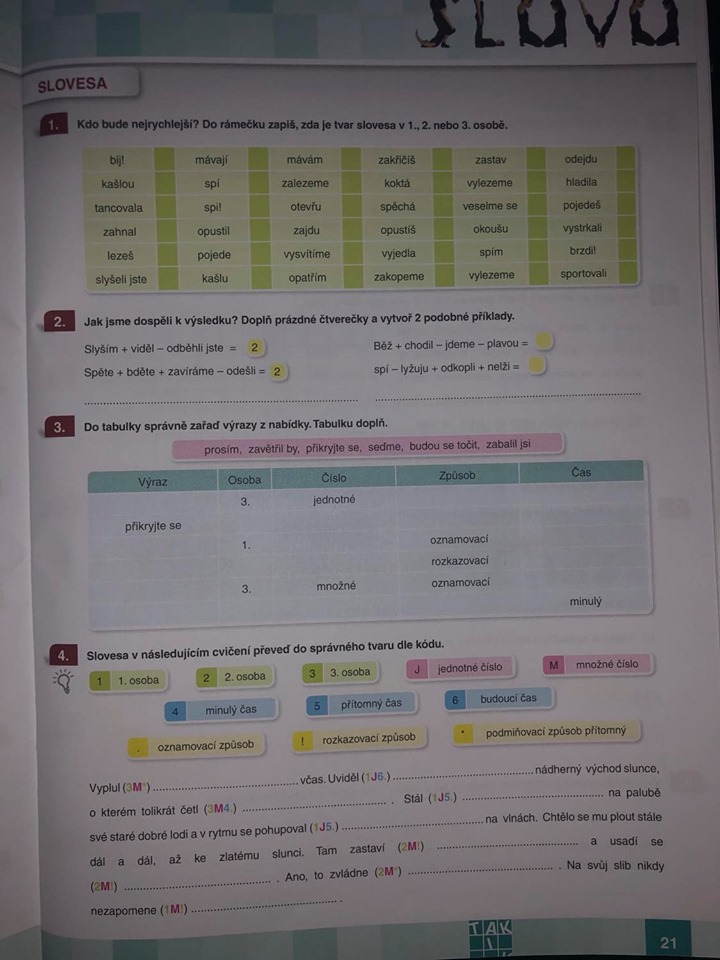 SLOVO
SLOVESA
1. Kdo bude nejrychlejší? Do rámečku zapiš, zda je tvar slovesa v 1., 2. nebo 3. osobě.
bij! mávají mávám zakřičíš zastav odejdu
kašlou spí zalezeme koktá vylezeme hladila
tancovala spi! otevřu spěchá veselme se pojedeš
zahnal opustil zajdu opustíš okoušu vystrkali
lezeš pojede vysvítíme vyjedla spím brzdi!
slyšeli jste kašlu opatřím zakopeme vylezeme sportovali
2. Jak jsme dospěli k výsledku? Doplň prázdné čtverečky a vytvoř 2 podobné příklady.
Slyším + viděl – odběhli jste = 2 Běž + chodil – jdeme – plavou =
Spěte + bděte + zavíráme – odešli = 2 spí – lyžuju + odkopli + nelži =
3. Do tabulky správně zařaď výrazy z nabídky. Tabulku doplň.
prosím, zavětřil by, přikryjte se, seďme, budou se točit, zabalil jsi
Výraz Osoba Číslo Způsob Čas
3. jednotné
přikryjte se
1. oznamovací
rozkazovací
3. množné oznamovací
minulý
4. Slovesa v následujícím cvičení převeď do správného tvaru dle kódu.
1 1. osoba 2 2. osoba 3 3. osoba J jednotné číslo M množné číslo
4 minulý čas 5 přítomný čas 6 budoucí čas
. oznamovací způsob ! rozkazovací způsob * podmiňovací způsob přítomný
Vyplul (3M*) ........ včas. Uviděl (1J6.) ........ nádherný východ slunce,
o kterém tolikrát četl (3M4.) ........ . Stál (1J5.) ........ na palubě
své staré dobré lodi a v rytmu se pohupoval (1J5.) ........ na vlnách. Chtělo se mu plout stále
dál a dál, až ke zlatému slunci. Tam zastaví (2M!) ........ a usadí se
(2M!) ........ . Ano, to zvládne (2M*) ........ . Na svůj slib nikdy
nezapomene (1M!) ........ .
TAK
I
K
21